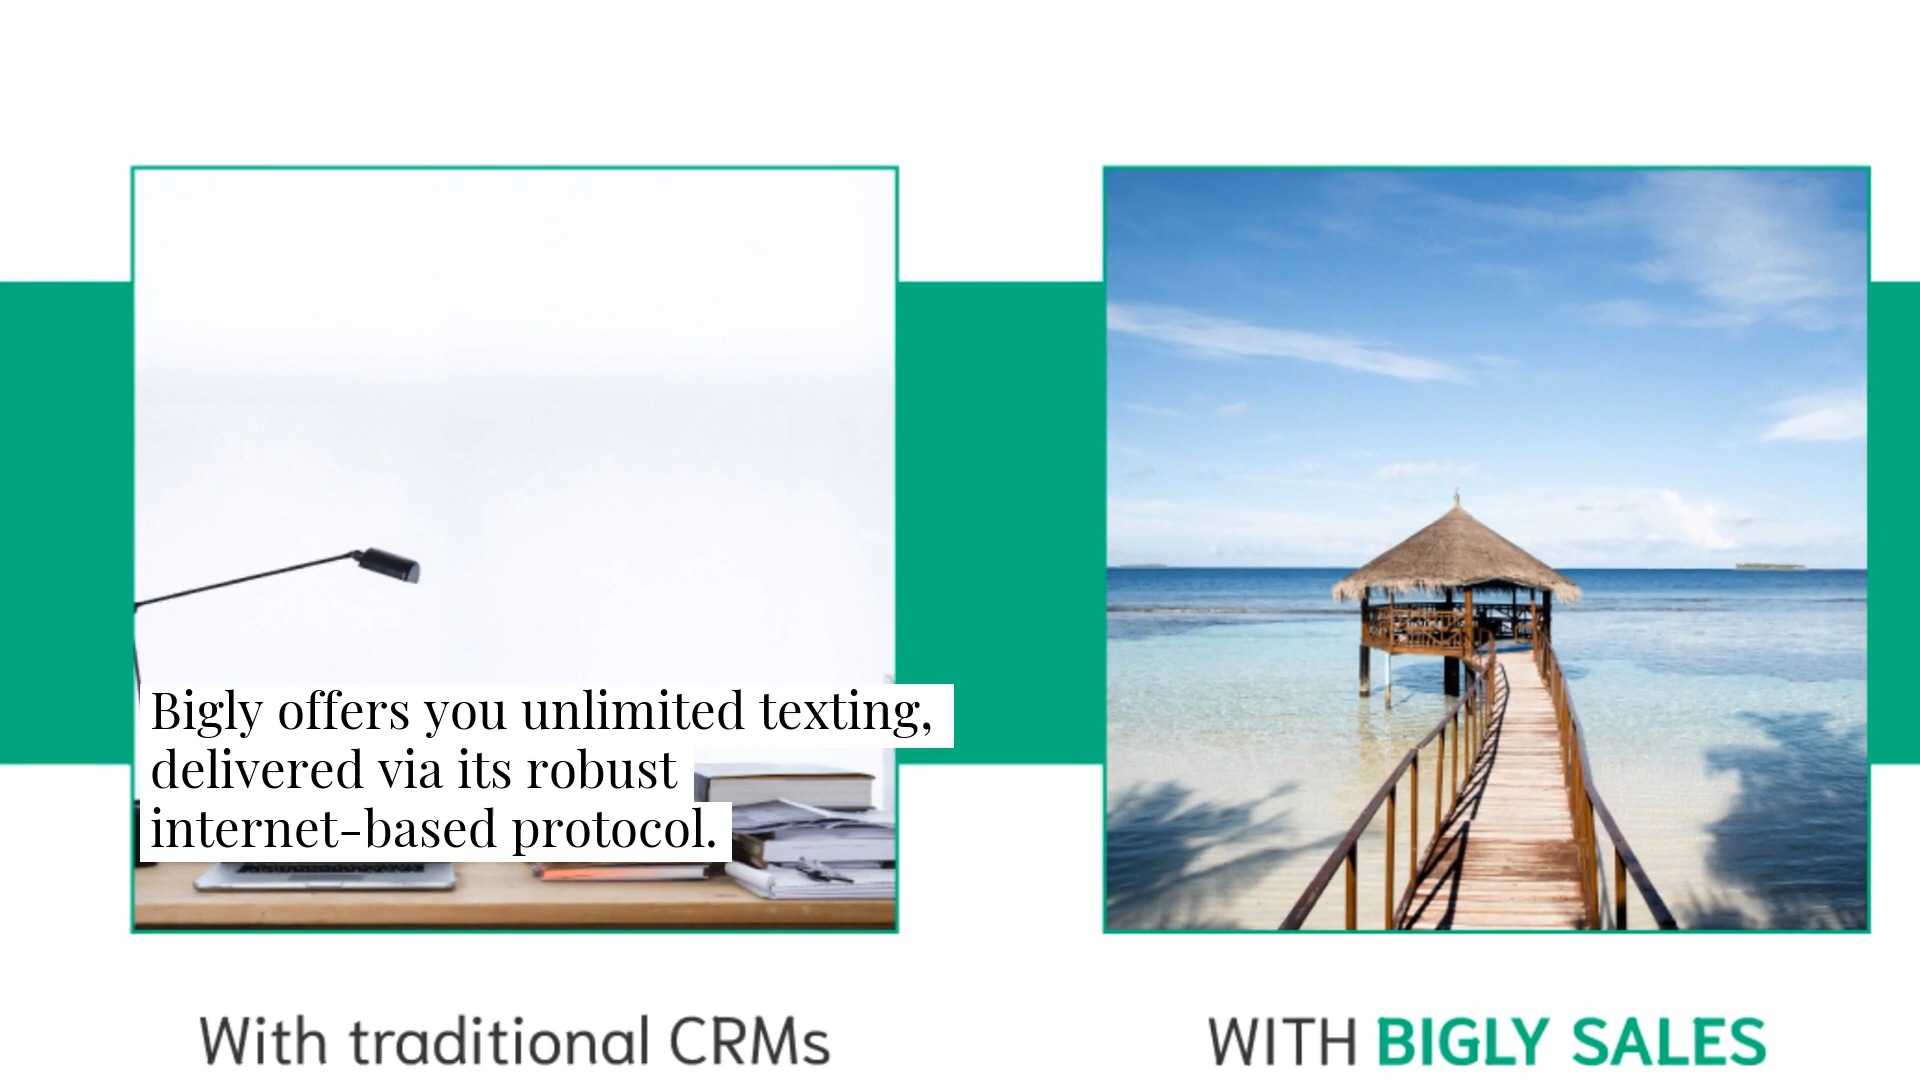 Bigly offers you unlimited texting,
delivered via its robust
internet-based protocol.
With traditional CRMs
WITH BIGLY SALES